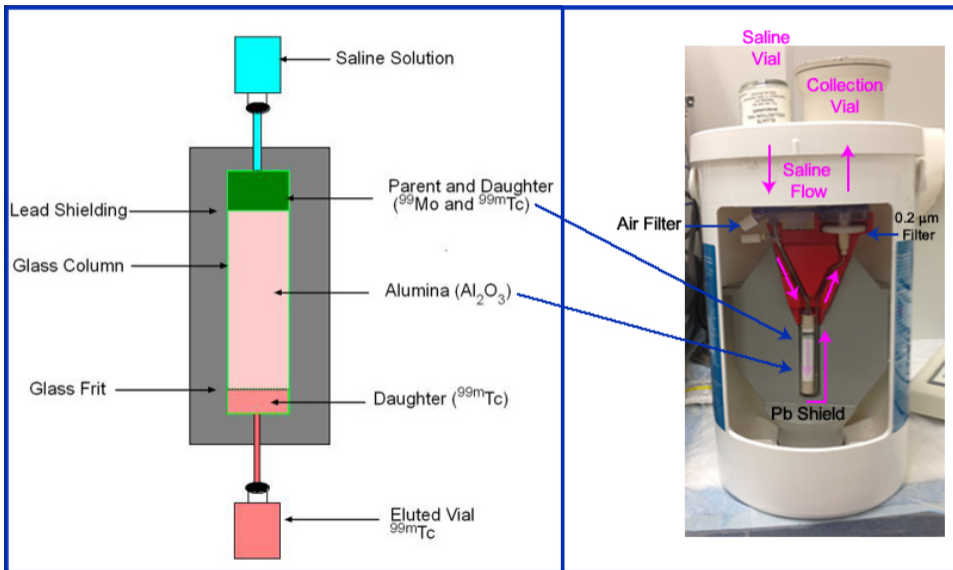 Saline Solution
Parent and Daughter
(⁹⁹Mo and ⁹⁹ᵐTc)
Lead Shielding
Glass Column
Alumina (Al₂O₃)
Glass Frit
Daughter (⁹⁹ᵐTc)
Eluted Vial
⁹⁹ᵐTc
Saline
Vial
Collection
Vial
Saline
Flow
Air Filter
0.2 μm
Filter
Pb Shield